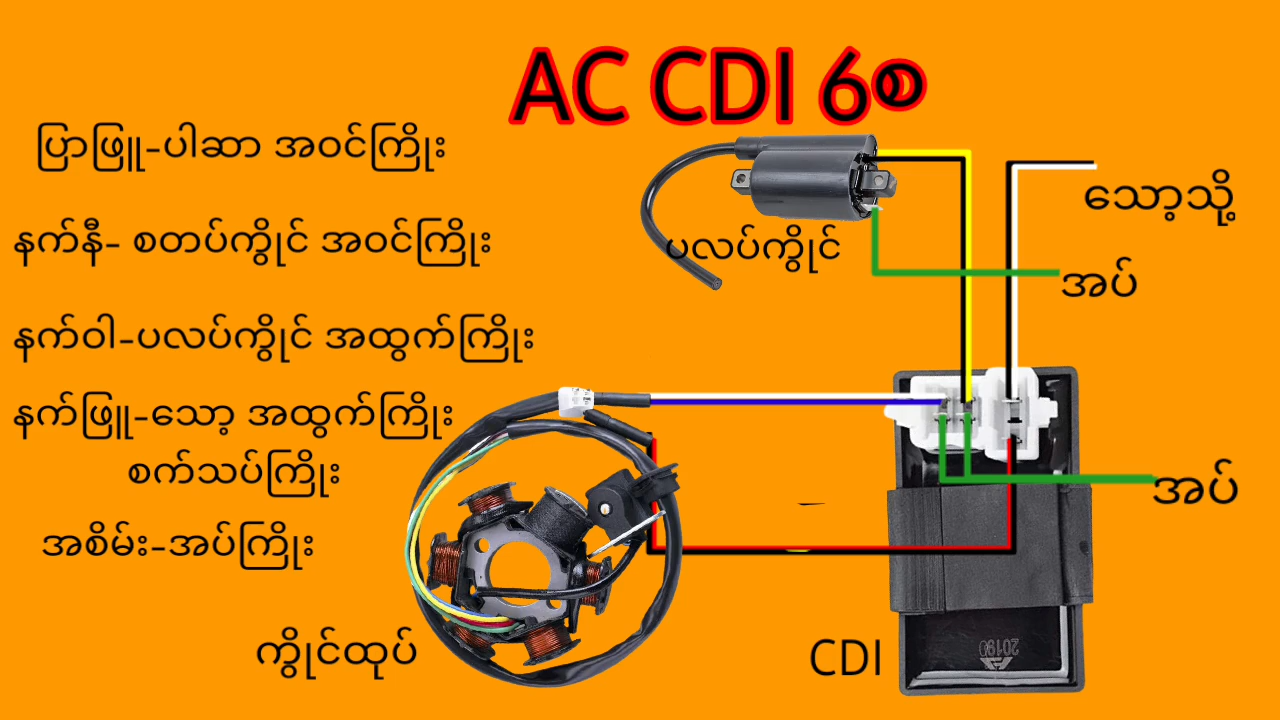 AC CDI 6စ
ပြာဖြူ-ပါဆာ အဝင်ကြိုး
သော့သို့
နက်နီ- စတပ်ကွိုင် အဝင်ကြိုး
ပလပ်ကွိုင်
အပ်
နက်ဝါ-ပလပ်ကွိုင် အထွက်ကြိုး
နက်ဖြူ-သော့ အထွက်ကြိုး
စက်သပ်ကြိုး
အပ်
အစိမ်း-အပ်ကြိုး
ကွိုင်ထုပ်
CDI
20190